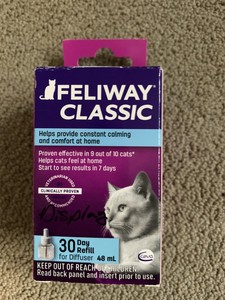 FELIWAY
CLASSIC
Helps provide constant calming
and comfort at home
Proven effective in 9 out of 10 cats*
Helps cats feel at home
Start to see results in 7 days
CLINICALLY PROVEN
Display
30 Day
Refill
for Diffuser 48 mL
CEVA
KEEP OUT OF REACH OF CHILDREN
Read back panel and insert prior to use.